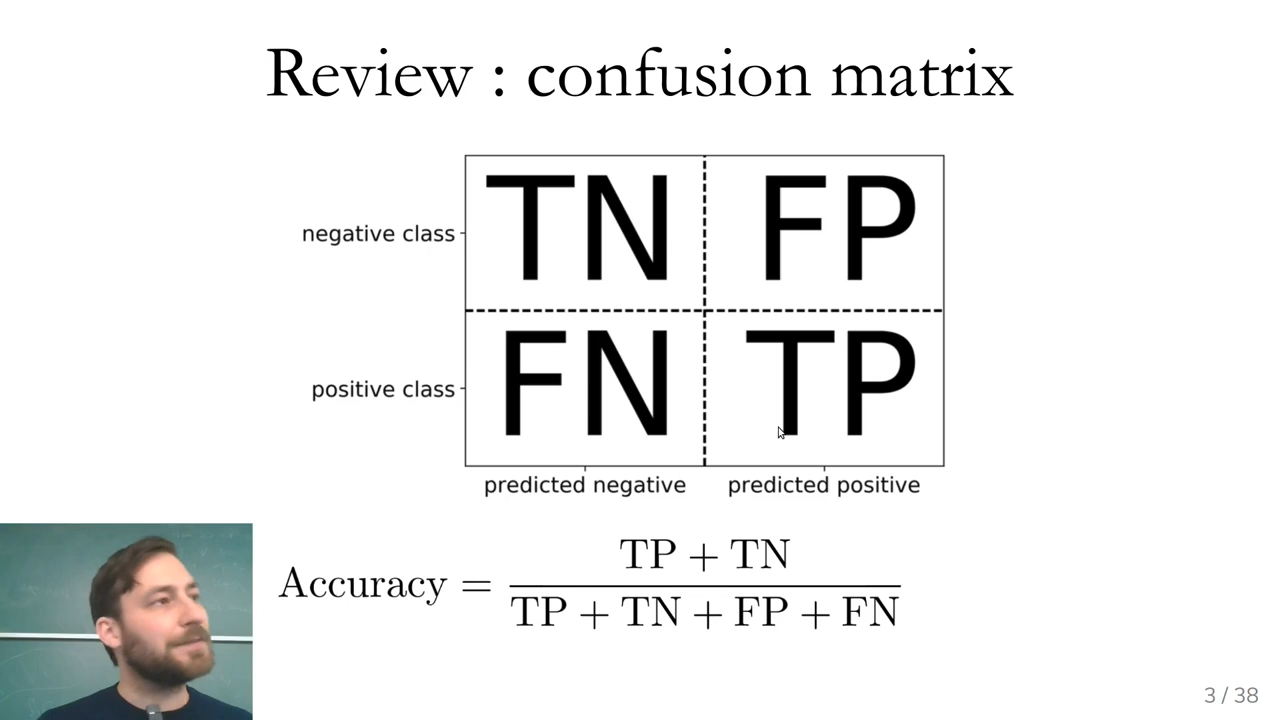 Review : confusion matrix
TN FP
negative class
FN TP
positive class
predicted negative predicted positive
Accuracy = TP + TN / TP + TN + FP + FN
3 / 38